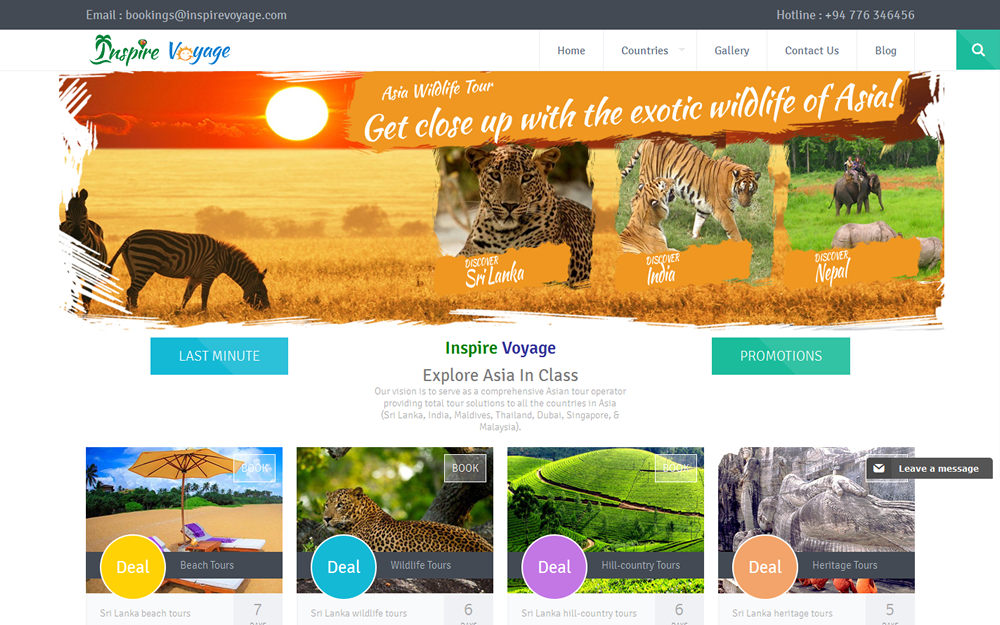 Email : bookings@inspirevoyage.com
Hotline : +94 776 346456
Inspire Voyage
Home
Countries
Gallery
Contact Us
Blog
Asia Wildlife Tour
Get close up with the exotic wildlife of Asia!
DISCOVER
Sri Lanka
DISCOVER
India
DISCOVER
Nepal
LAST MINUTE
Inspire Voyage
PROMOTIONS
Explore Asia In Class
Our vision is to serve as a comprehensive Asian tour operator
providing total tour solutions to all the countries in Asia
(Sri Lanka, India, Maldives, Thailand, Dubai, Singapore, &
Malaysia).
BOOK
BOOK
BOOK
Leave a message
Deal
Beach Tours
Deal
Wildlife Tours
Deal
Hill-country Tours
Deal
Heritage Tours
Sri Lanka beach tours
7
Sri Lanka wildlife tours
6
Sri Lanka hill-country tours
6
Sri Lanka heritage tours
5